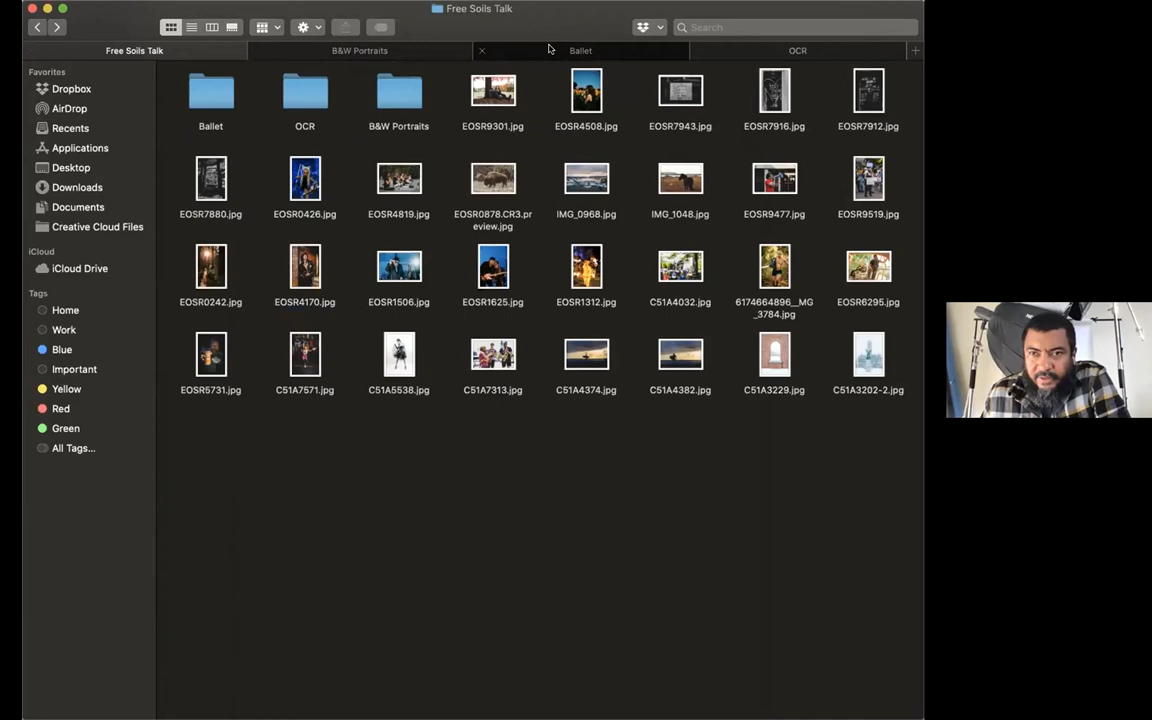 Free Soils Talk
Search
Free Soils Talk
B&W Portraits
Ballet
OCR
Favorites
Dropbox
AirDrop
Recents
Applications
Desktop
Downloads
Documents
Creative Cloud Files
iCloud
iCloud Drive
Tags
Home
Work
Blue
Important
Yellow
Red
Green
All Tags...
Ballet
OCR
B&W Portraits
EOSR9301.jpg
EOSR4508.jpg
EOSR7943.jpg
EOSR7916.jpg
EOSR7912.jpg
EOSR7880.jpg
EOSR0426.jpg
EOSR4819.jpg
EOSR0878.CR3.pr
eview.jpg
IMG_0968.jpg
IMG_1048.jpg
EOSR9477.jpg
EOSR9519.jpg
EOSR0242.jpg
EOSR4170.jpg
EOSR1506.jpg
EOSR1625.jpg
EOSR1312.jpg
C51A4032.jpg
6174664896__MG
_3784.jpg
EOSR6295.jpg
EOSR5731.jpg
C51A7571.jpg
C51A5538.jpg
C51A7313.jpg
C51A4374.jpg
C51A4382.jpg
C51A3229.jpg
C51A3202-2.jpg